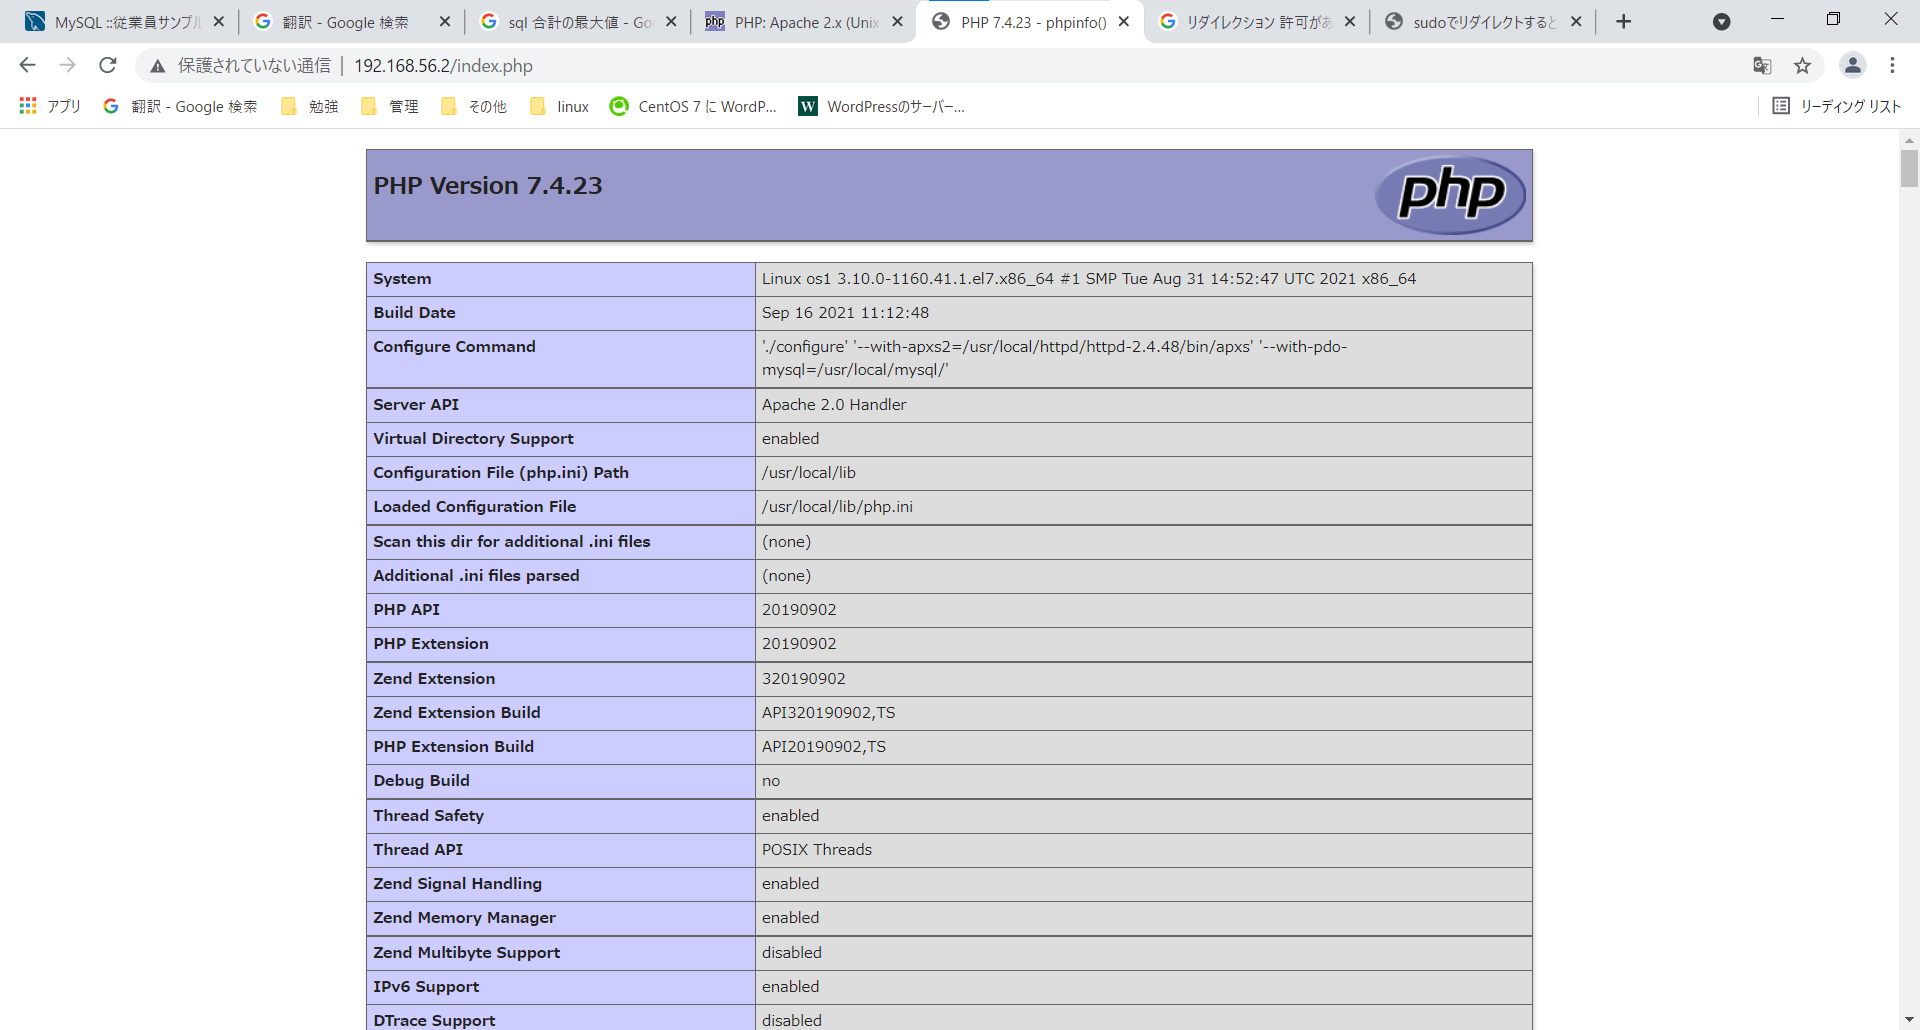 MySQL ::従業員サンプル
翻訳 - Google 検索
sql 合計の最大値 - Go
PHP: Apache 2.x (Unix
PHP 7.4.23 - phpinfo()
リダイレクション 許可があ
sudoでリダイレクトすると
保護されていない通信 | 192.168.56.2/index.php
アプリ
翻訳 - Google 検索
勉強
管理
その他
linux
CentOS 7 に WordP...
WordPressのサーバー...
リーディング リスト
PHP Version 7.4.23
php
System Linux os1 3.10.0-1160.41.1.el7.x86_64 #1 SMP Tue Aug 31 14:52:47 UTC 2021 x86_64
Build Date Sep 16 2021 11:12:48
Configure Command './configure' '--with-apxs2=/usr/local/httpd/httpd-2.4.48/bin/apxs' '--with-pdo-
mysql=/usr/local/mysql/'
Server API Apache 2.0 Handler
Virtual Directory Support enabled
Configuration File (php.ini) Path /usr/local/lib
Loaded Configuration File /usr/local/lib/php.ini
Scan this dir for additional .ini files (none)
Additional .ini files parsed (none)
PHP API 20190902
PHP Extension 20190902
Zend Extension 320190902
Zend Extension Build API320190902,TS
PHP Extension Build API20190902,TS
Debug Build no
Thread Safety enabled
Thread API POSIX Threads
Zend Signal Handling enabled
Zend Memory Manager enabled
Zend Multibyte Support disabled
IPv6 Support enabled
DTrace Support disabled